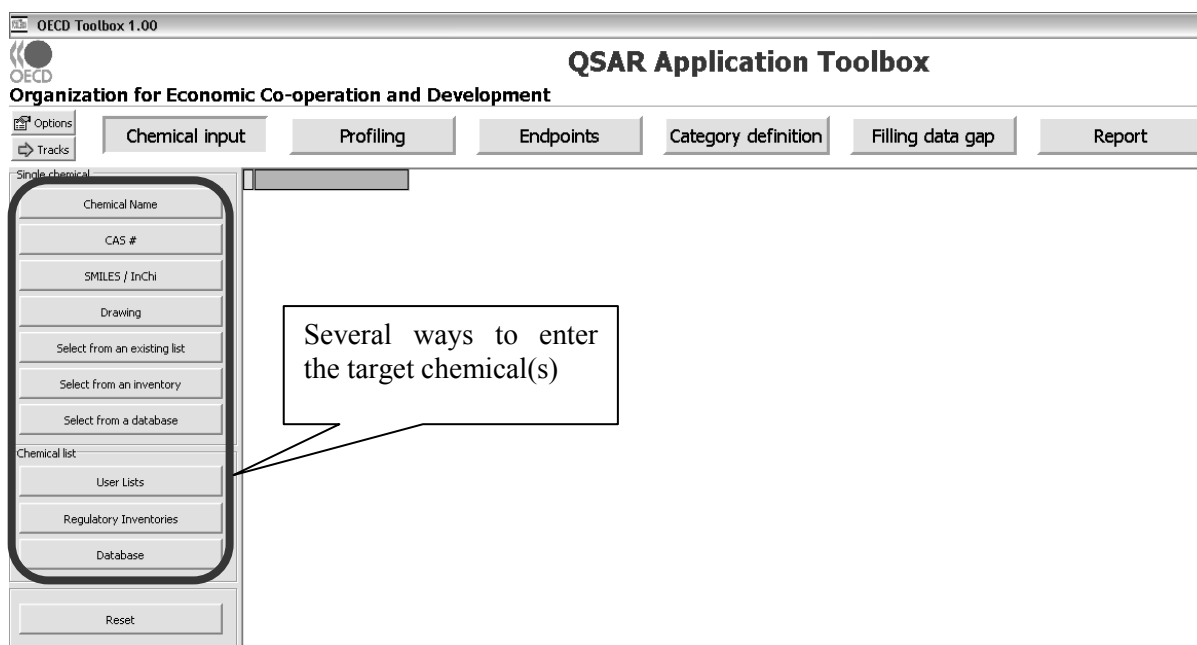 OECD Toolbox 1.00
OECD
QSAR Application Toolbox
Organization for Economic Co-operation and Development
Options
Tracks
Chemical input
Profiling
Endpoints
Category definition
Filling data gap
Report
Single chemical
Chemical Name
CAS #
SMILES / InChi
Drawing
Select from an existing list
Select from an inventory
Select from a database
Chemical list
User Lists
Regulatory Inventories
Database
Reset
Several ways to enter
the target chemical(s)